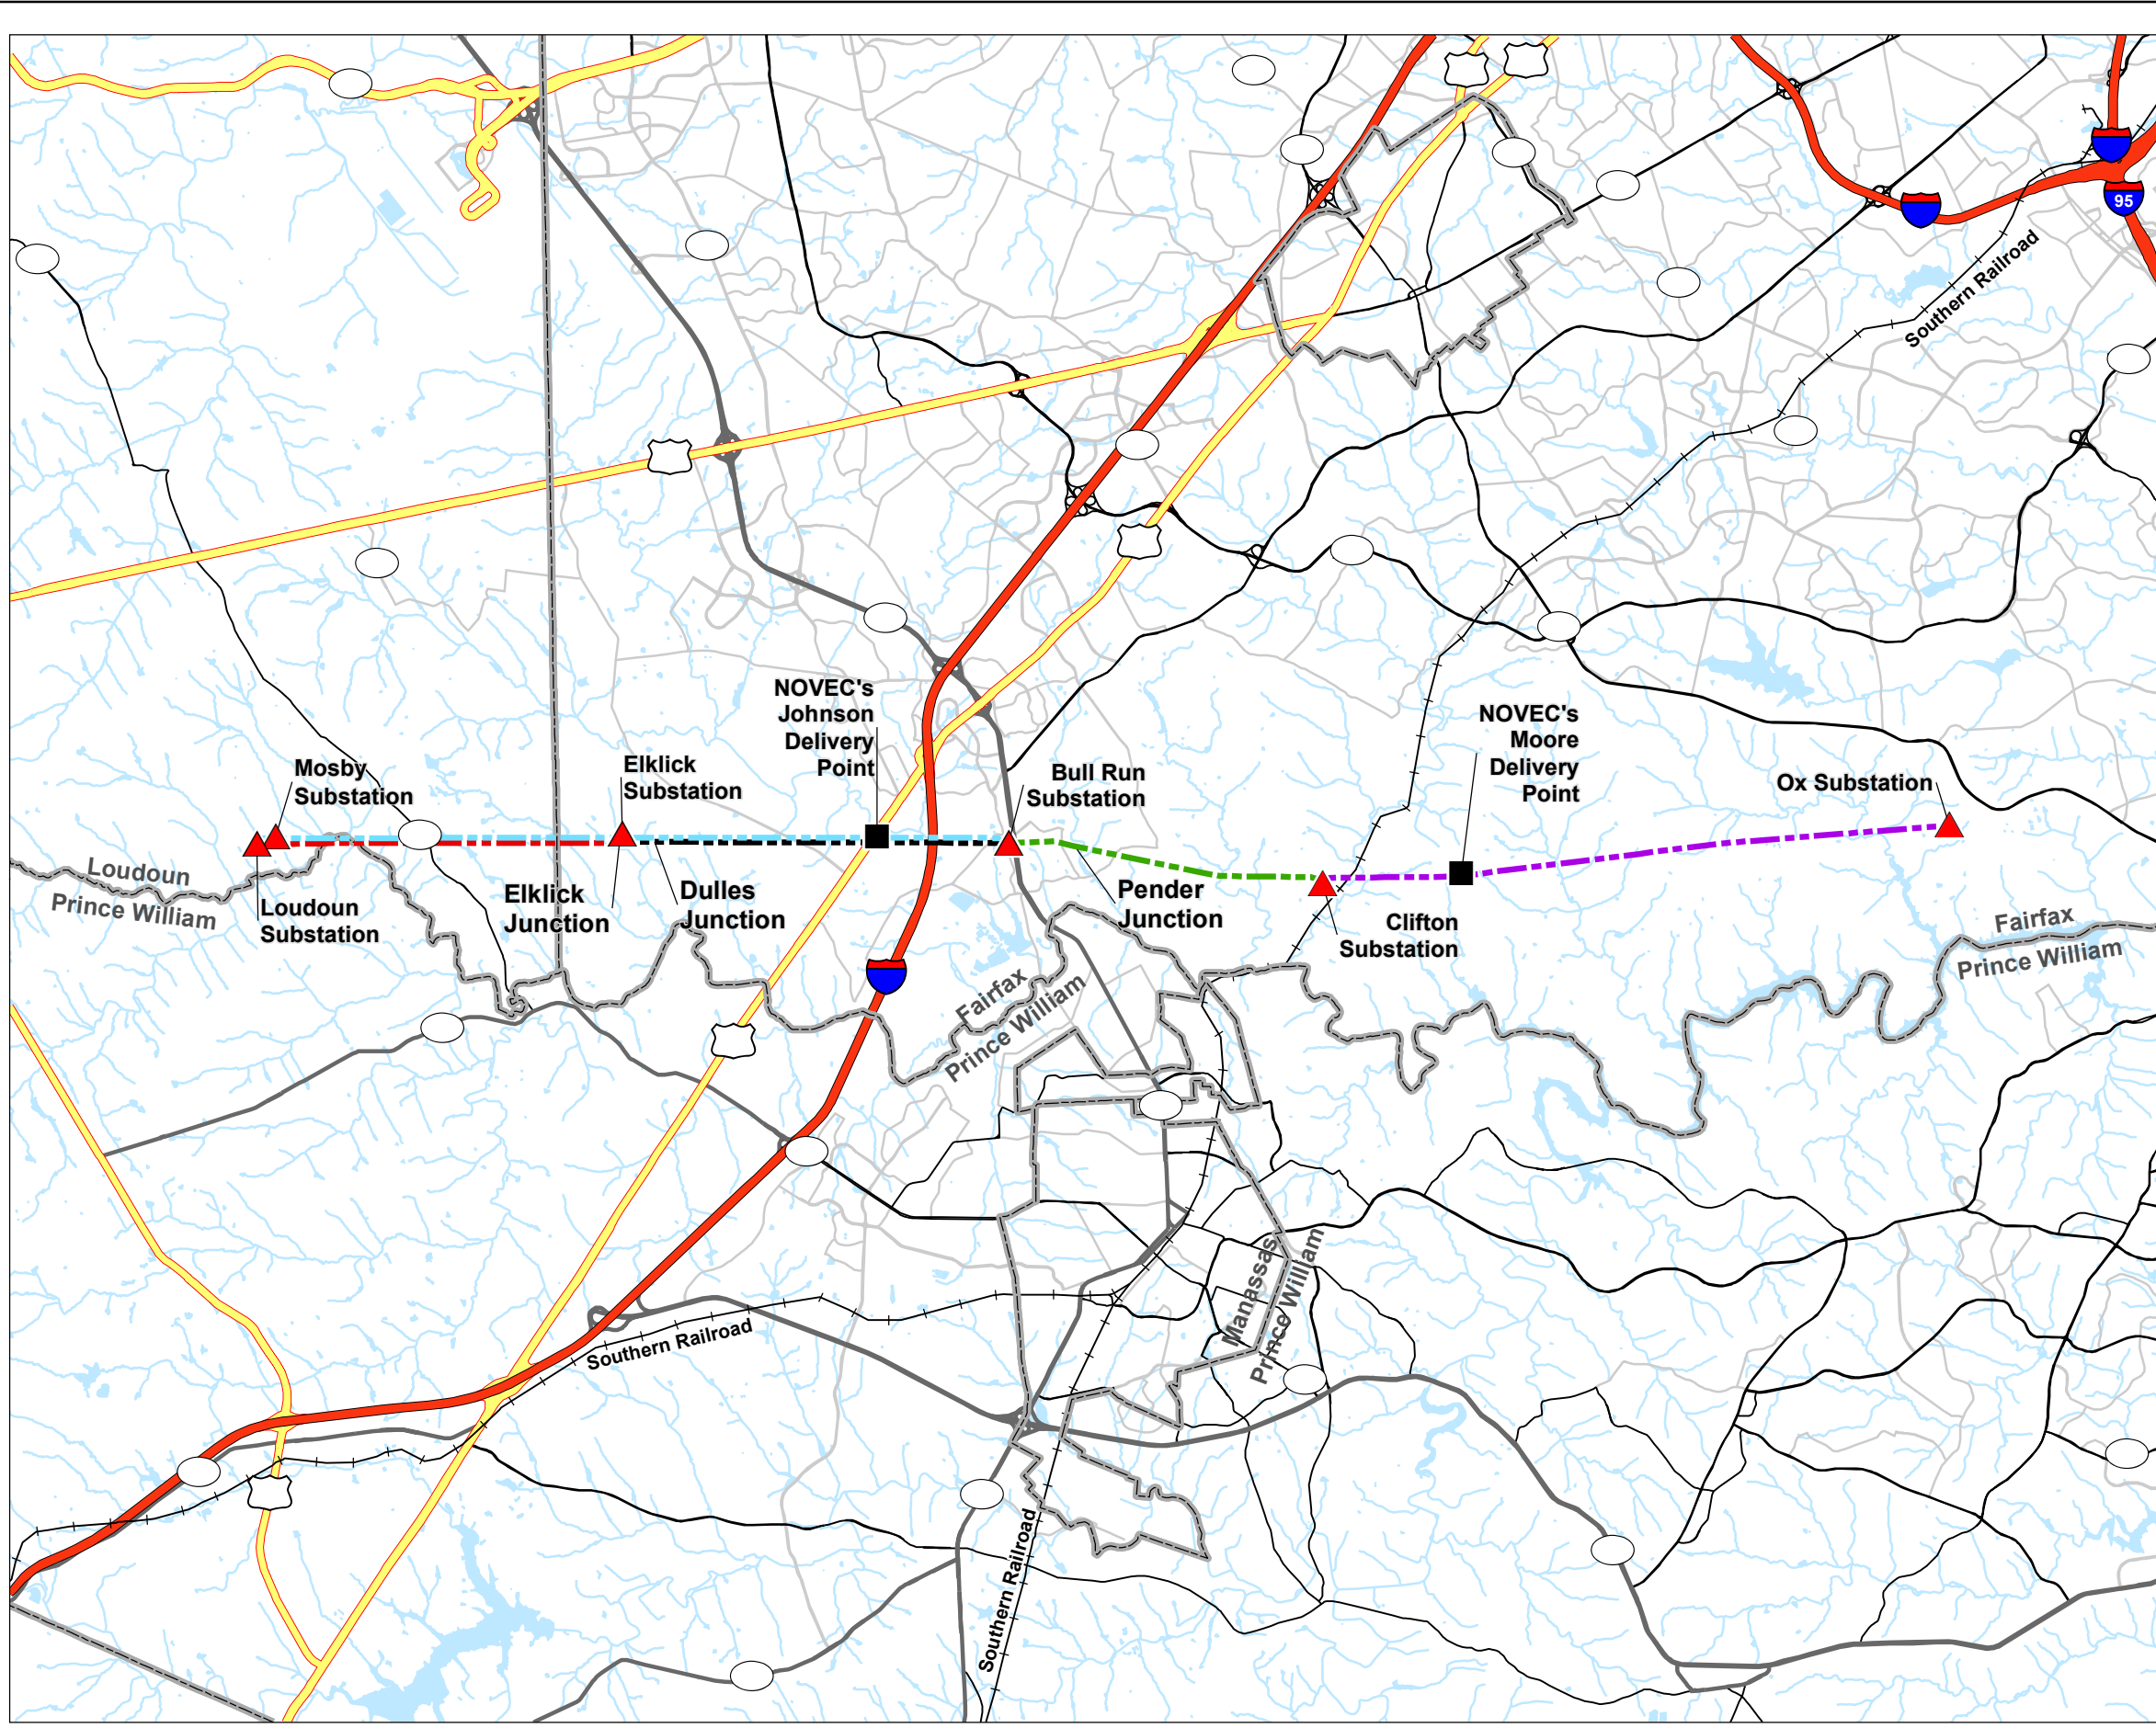 95
Southern Railroad
NOVEC's
Johnson
Delivery
Point
NOVEC's
Moore
Delivery
Point
Mosby
Substation
Elklick
Substation
Bull Run
Substation
Ox Substation
Loudoun
Prince William
Loudoun
Substation
Elklick
Junction
Dulles
Junction
Pender
Junction
Clifton
Substation
Fairfax
Prince William
Fairfax
Prince William
Manassas
Prince William
Southern Railroad
Southern Railroad